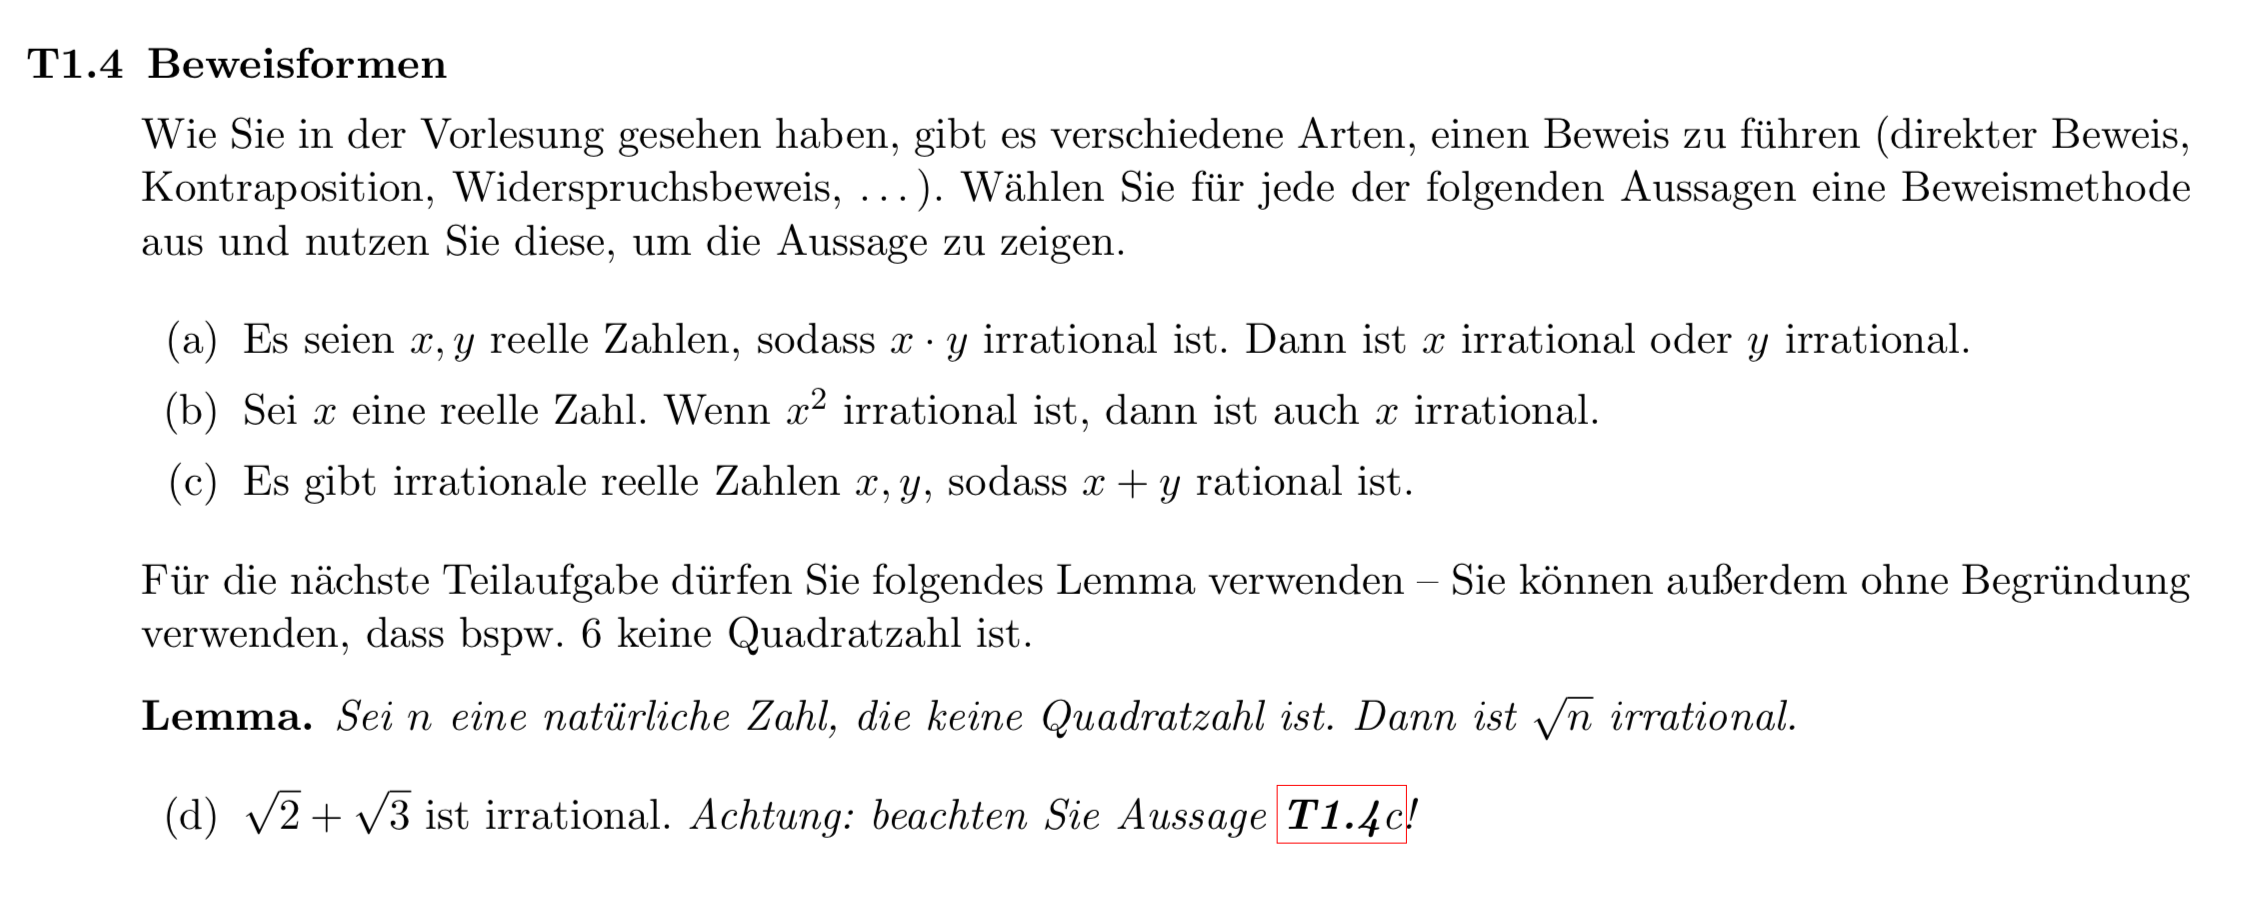 T1.4 Beweisformen
Wie Sie in der Vorlesung gesehen haben, gibt es verschiedene Arten, einen Beweis zu führen (direkter Beweis,
Kontraposition, Widerspruchsbeweis, ...). Wählen Sie für jede der folgenden Aussagen eine Beweismethode
aus und nutzen Sie diese, um die Aussage zu zeigen.
(a) Es seien x, y reelle Zahlen, sodass x · y irrational ist. Dann ist x irrational oder y irrational.
(b) Sei x eine reelle Zahl. Wenn x² irrational ist, dann ist auch x irrational.
(c) Es gibt irrationale reelle Zahlen x, y, sodass x + y rational ist.
Für die nächste Teilaufgabe dürfen Sie folgendes Lemma verwenden – Sie können außerdem ohne Begründung
verwenden, dass bspw. 6 keine Quadratzahl ist.
Lemma. Sei n eine natürliche Zahl, die keine Quadratzahl ist. Dann ist √n irrational.
(d) √2 + √3 ist irrational. Achtung: beachten Sie Aussage T1.4c!